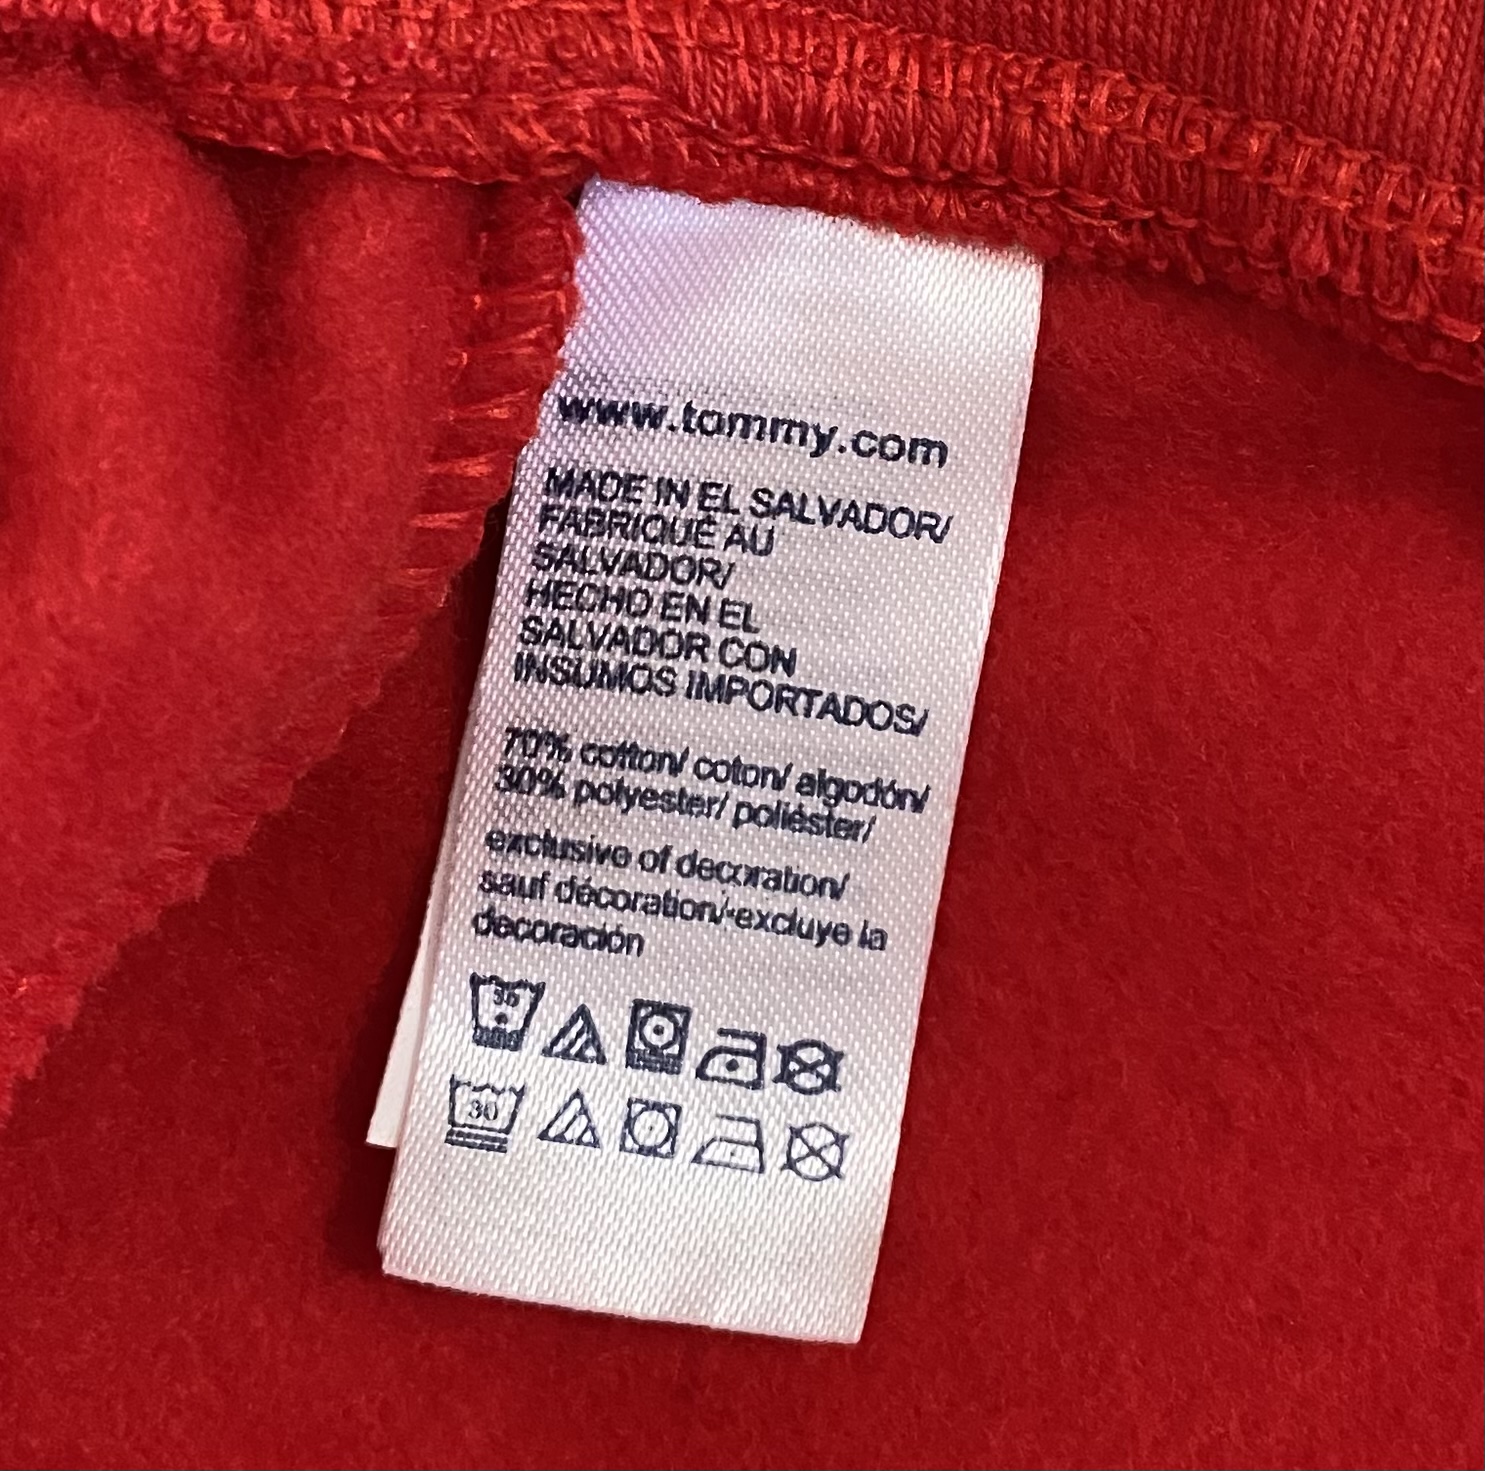 www.tommy.com
MADE IN EL SALVADOR/
FABRIQUÉ AU
SALVADOR/
HECHO EN EL
SALVADOR CON
INSUMOS IMPORTADOS/
70% cotton/ coton/ algodón/
30% polyester/ poliéster/
exclusive of decoration/
sauf décoration/ excluye la
decoración
30
30